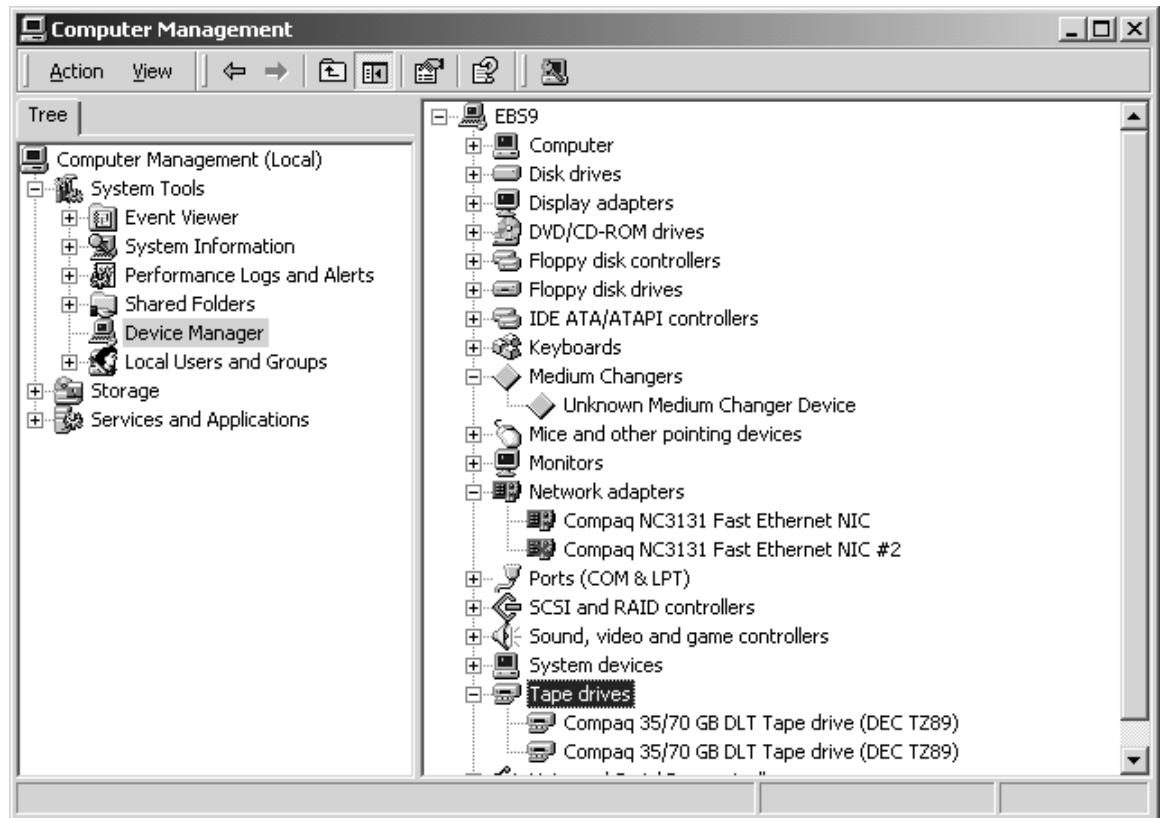 Computer Management
Action View
Tree
Computer Management (Local)
System Tools
Event Viewer
System Information
Performance Logs and Alerts
Shared Folders
Device Manager
Local Users and Groups
Storage
Services and Applications
EBS9
Computer
Disk drives
Display adapters
DVD/CD-ROM drives
Floppy disk controllers
Floppy disk drives
IDE ATA/ATAPI controllers
Keyboards
Medium Changers
Unknown Medium Changer Device
Mice and other pointing devices
Monitors
Network adapters
Compaq NC3131 Fast Ethernet NIC
Compaq NC3131 Fast Ethernet NIC #2
Ports (COM & LPT)
SCSI and RAID controllers
Sound, video and game controllers
System devices
Tape drives
Compaq 35/70 GB DLT Tape drive (DEC TZ89)
Compaq 35/70 GB DLT Tape drive (DEC TZ89)